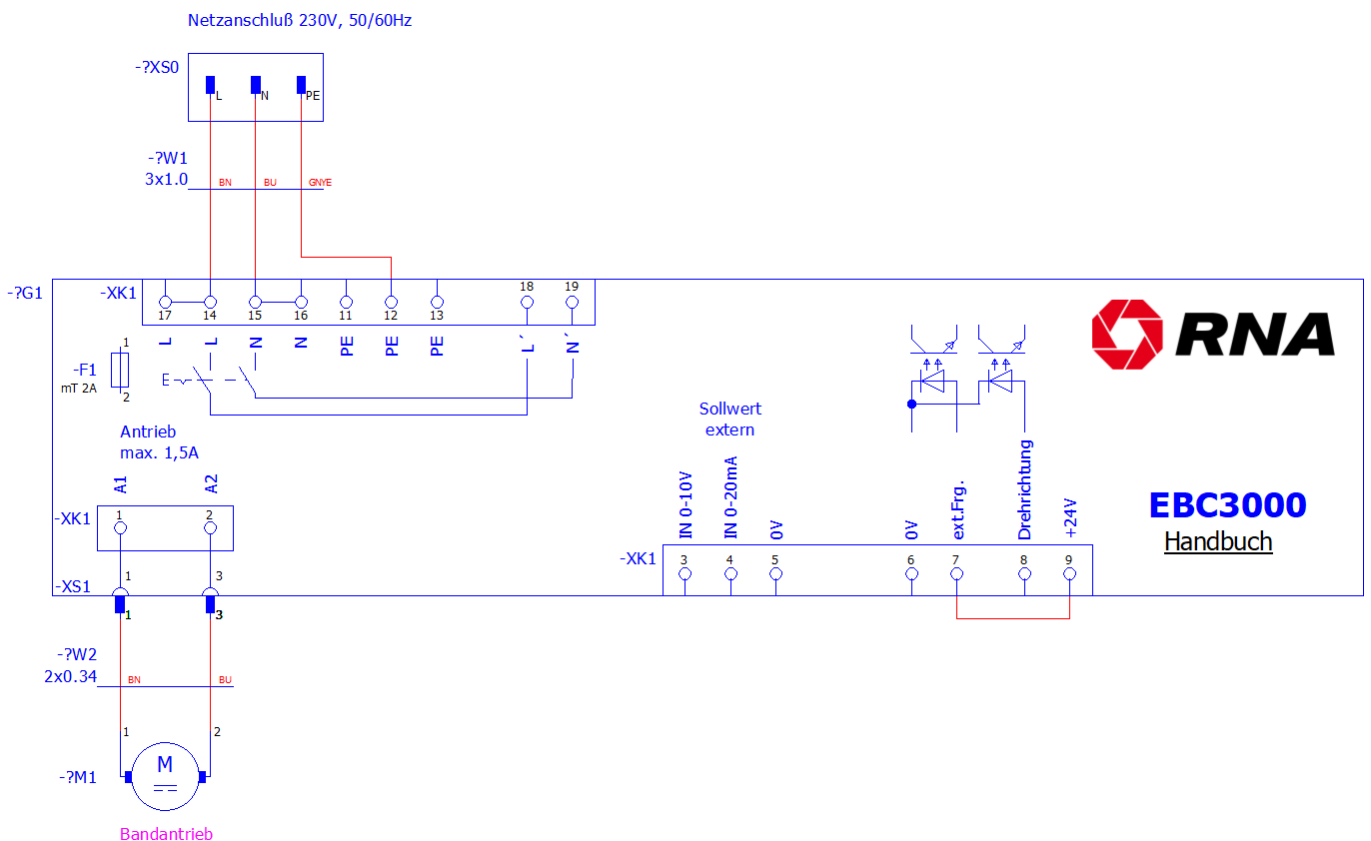 Netzanschluß 230V, 50/60Hz
-?XS0
L
N
PE
-?W1
3x1.0
BN
BU
GNYE
-?G1
-XK1
17
14
15
16
11
12
13
18
19
L
L
N
N
PE
PE
PE
L´
N´
-F1
mT 2A
1
2
E
RNA
Antrieb
max. 1,5A
Sollwert
extern
A1
A2
IN 0-10V
IN 0-20mA
0V
0V
ext.Frg.
Drehrichtung
+24V
EBC3000
Handbuch
-XK1
1
2
-XK1
3
4
5
6
7
8
9
-XS1
1
3
1
3
-?W2
2x0.34
BN
BU
1
2
-?M1
M
Bandantrieb